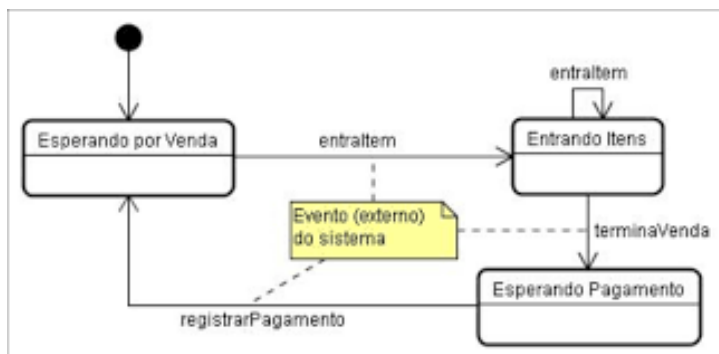 entraItem
Esperando por Venda
entraItem
Entrando Itens
Evento (externo)
do sistema
terminaVenda
Esperando Pagamento
registrarPagamento